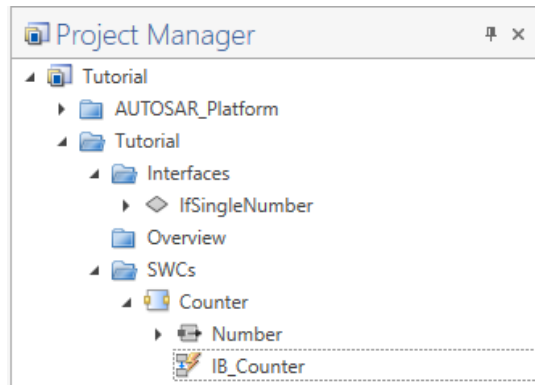 Project Manager
Tutorial
AUTOSAR_Platform
Tutorial
Interfaces
IfSingleNumber
Overview
SWCs
Counter
Number
IB_Counter